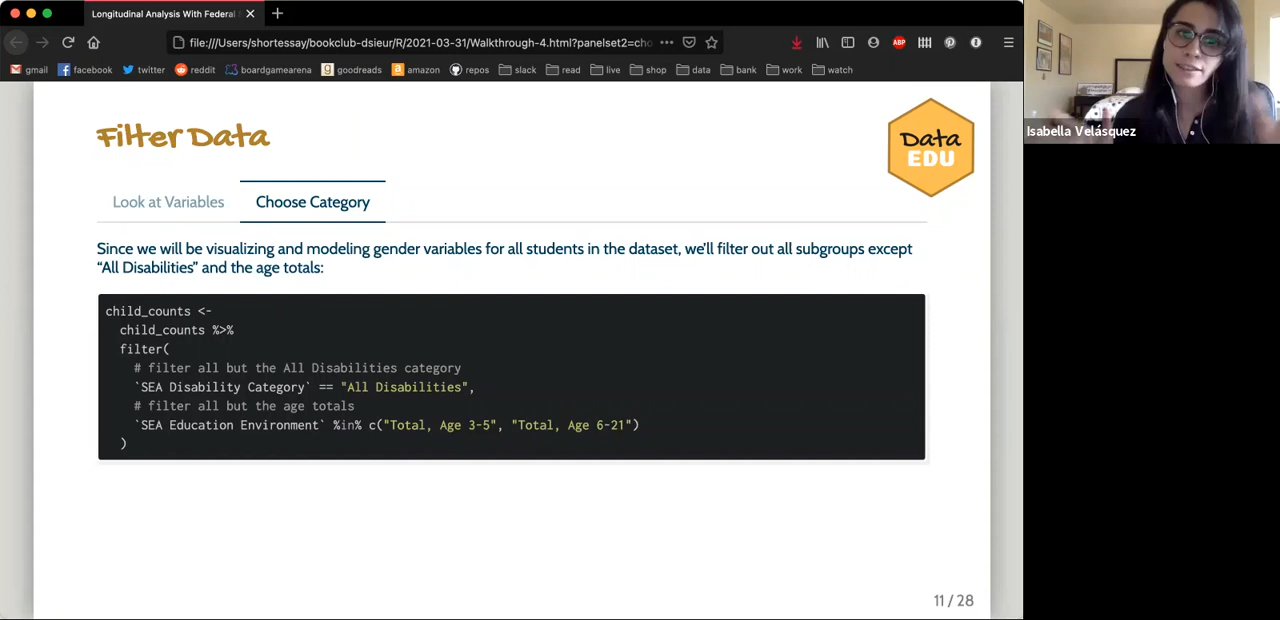 Longitudinal Analysis With Federal
file:///Users/shortessay/bookclub-dsieur/R/2021-03-31/Walkthrough-4.html?panelset2=cho
ABP
gmail facebook twitter reddit boardgamearena goodreads amazon repos slack read live shop data bank work watch
Isabella Velásquez
Filter Data
Data
EDU
Look at Variables Choose Category
Since we will be visualizing and modeling gender variables for all students in the dataset, we'll filter out all subgroups except
“All Disabilities” and the age totals:
child_counts <-
child_counts %>%
filter(
# filter all but the All Disabilities category
`SEA Disability Category` == "All Disabilities",
# filter all but the age totals
`SEA Education Environment` %in% c("Total, Age 3-5", "Total, Age 6-21")
)
11 / 28